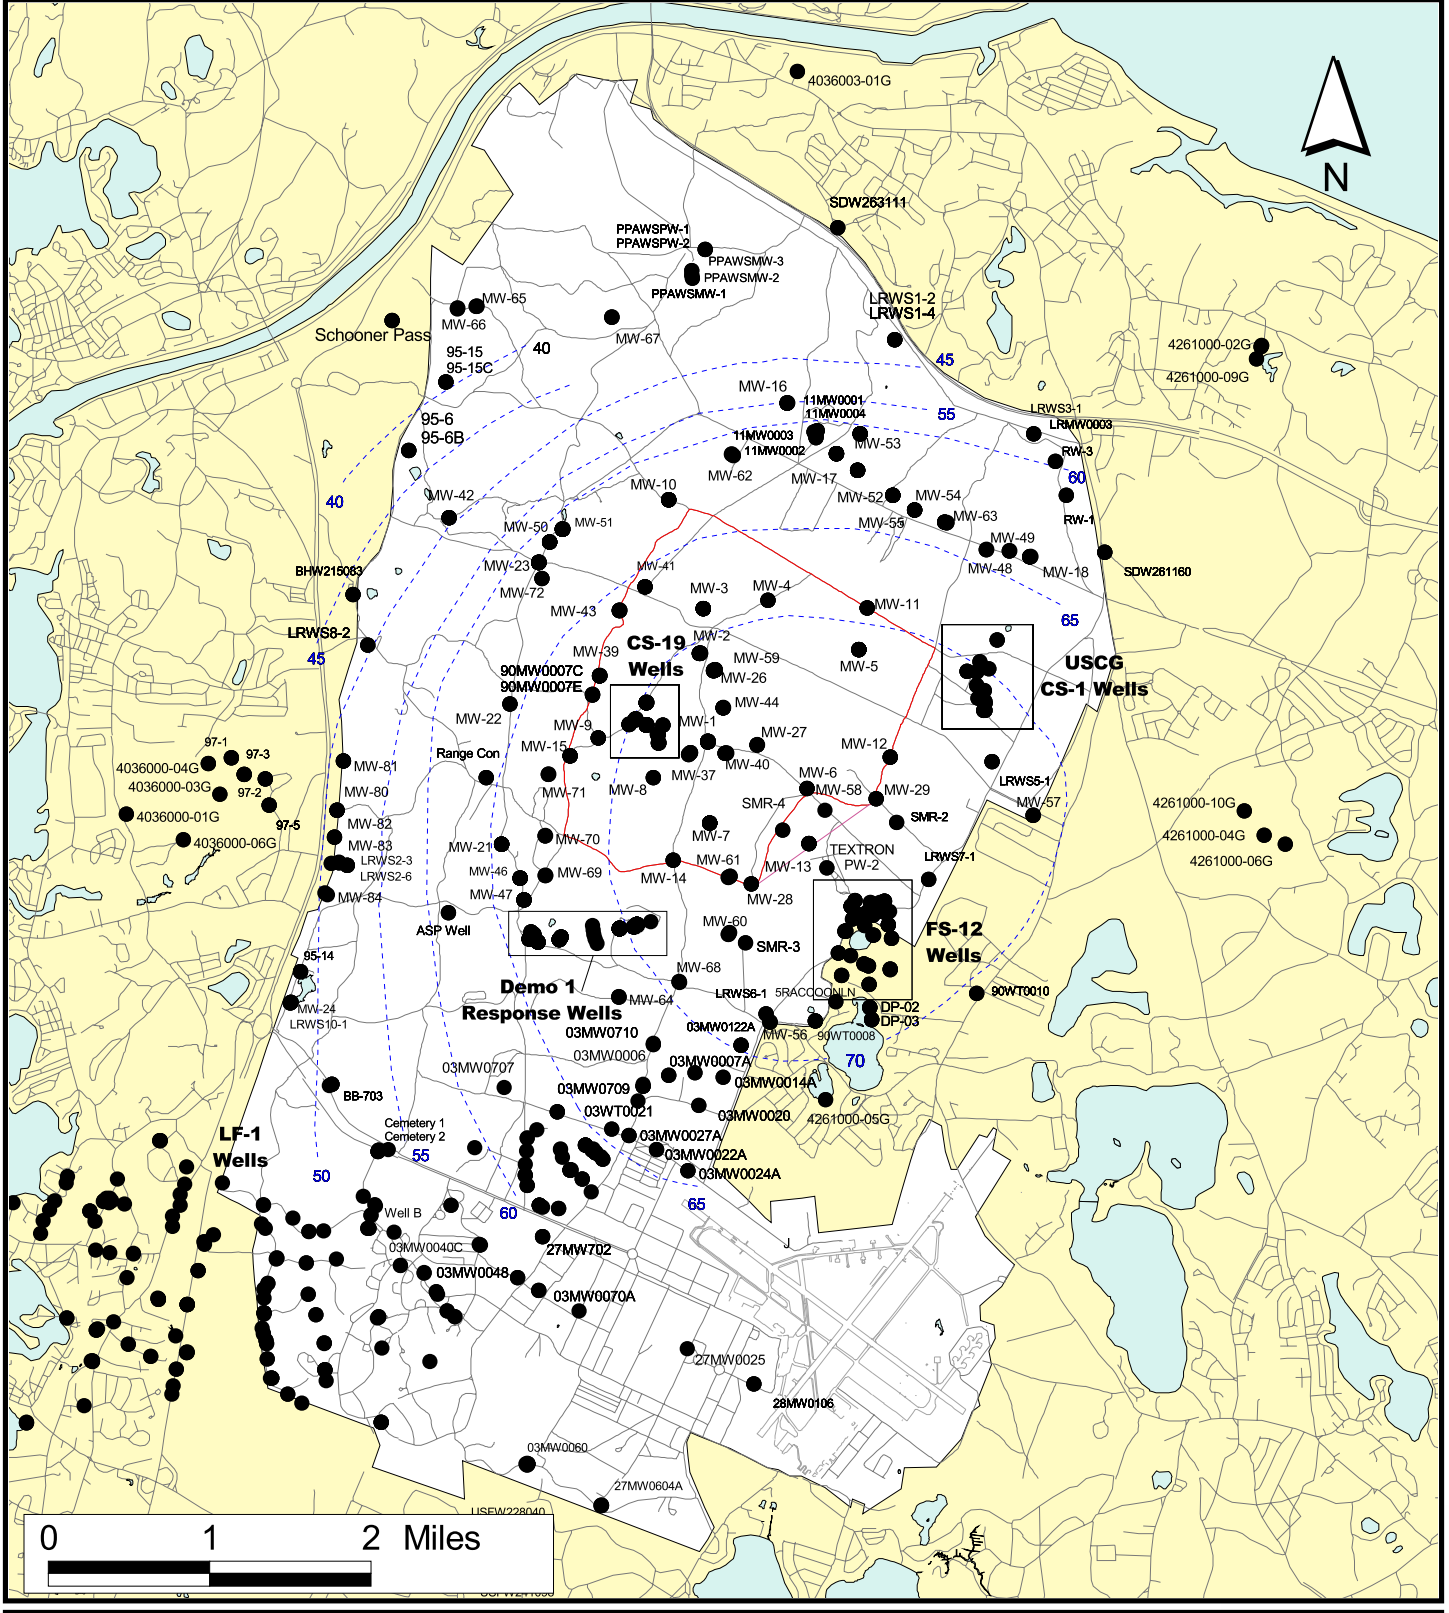 4036003-01G
N
SDW263111
PPAWSPW-1
PPAWSPW-2
PPAWSMW-3
PPAWSMW-2
PPAWSMW-1
MW-65
MW-66
Schooner Pass
MW-67
LRWS1-2
LRWS1-4
40
95-15
95-15C
45
4261000-02G
4261000-09G
MW-16
11MW0001
11MW0004
55
LRWS3-1
LRMW0003
95-6
95-6B
11MW0003
11MW0002
MW-53
RW-3
MW-62
MW-17
60
40
MW-10
MW-42
MW-52
MW-54
MW-55
MW-63
RW-1
MW-50
MW-51
MW-49
MW-48
MW-18
SDW261160
MW-23
MW-72
BHW215083
MW-41
MW-3
MW-4
MW-43
MW-11
65
LRWS8-2
45
CS-19
Wells
MW-2
MW-39
MW-59
MW-26
MW-5
USCG
CS-1 Wells
90MW0007C
90MW0007E
MW-22
MW-44
MW-9
MW-1
MW-27
97-1
97-3
Range Con
MW-15
MW-40
MW-12
4036000-04G
MW-81
MW-37
MW-6
LRWS5-1
4036000-03G
97-2
MW-71
MW-8
MW-58
MW-29
MW-80
SMR-4
MW-57
4261000-10G
4036000-01G
97-5
MW-82
SMR-2
4261000-04G
4036000-06G
MW-83
MW-21
MW-70
MW-7
TEXTRON
PW-2
LRWS7-1
4261000-06G
LRWS2-3
LRWS2-6
MW-46
MW-69
MW-61
MW-13
MW-14
MW-84
MW-47
MW-28
ASP Well
MW-60
SMR-3
FS-12
Wells
95-14
Demo 1
Response Wells
MW-68
LRWS6-1
5RACCOONLN
90WT0010
MW-24
LRWS10-1
MW-64
DP-02
DP-03
03MW0710
03MW0122A
MW-56
90WT0008
03MW0006
70
03MW0707
03MW0007A
03MW0709
03MW0014A
BB-703
03WT0021
03MW0020
4261000-05G
Cemetery 1
Cemetery 2
LF-1
Wells
03MW0027A
55
03MW0022A
50
03MW0024A
65
60
Well B
03MW0040C
27MW702
03MW0048
03MW0070A
27MW0025
28MW0106
03MW0060
27MW0604A
0 1 2 Miles